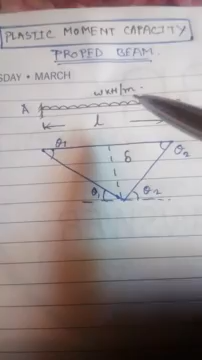 PLASTIC MOMENT CAPACITY
PROPED BEAM
SDAY • MARCH
W KN/m
A
l
θ1 δ θ2
θ1 θ2